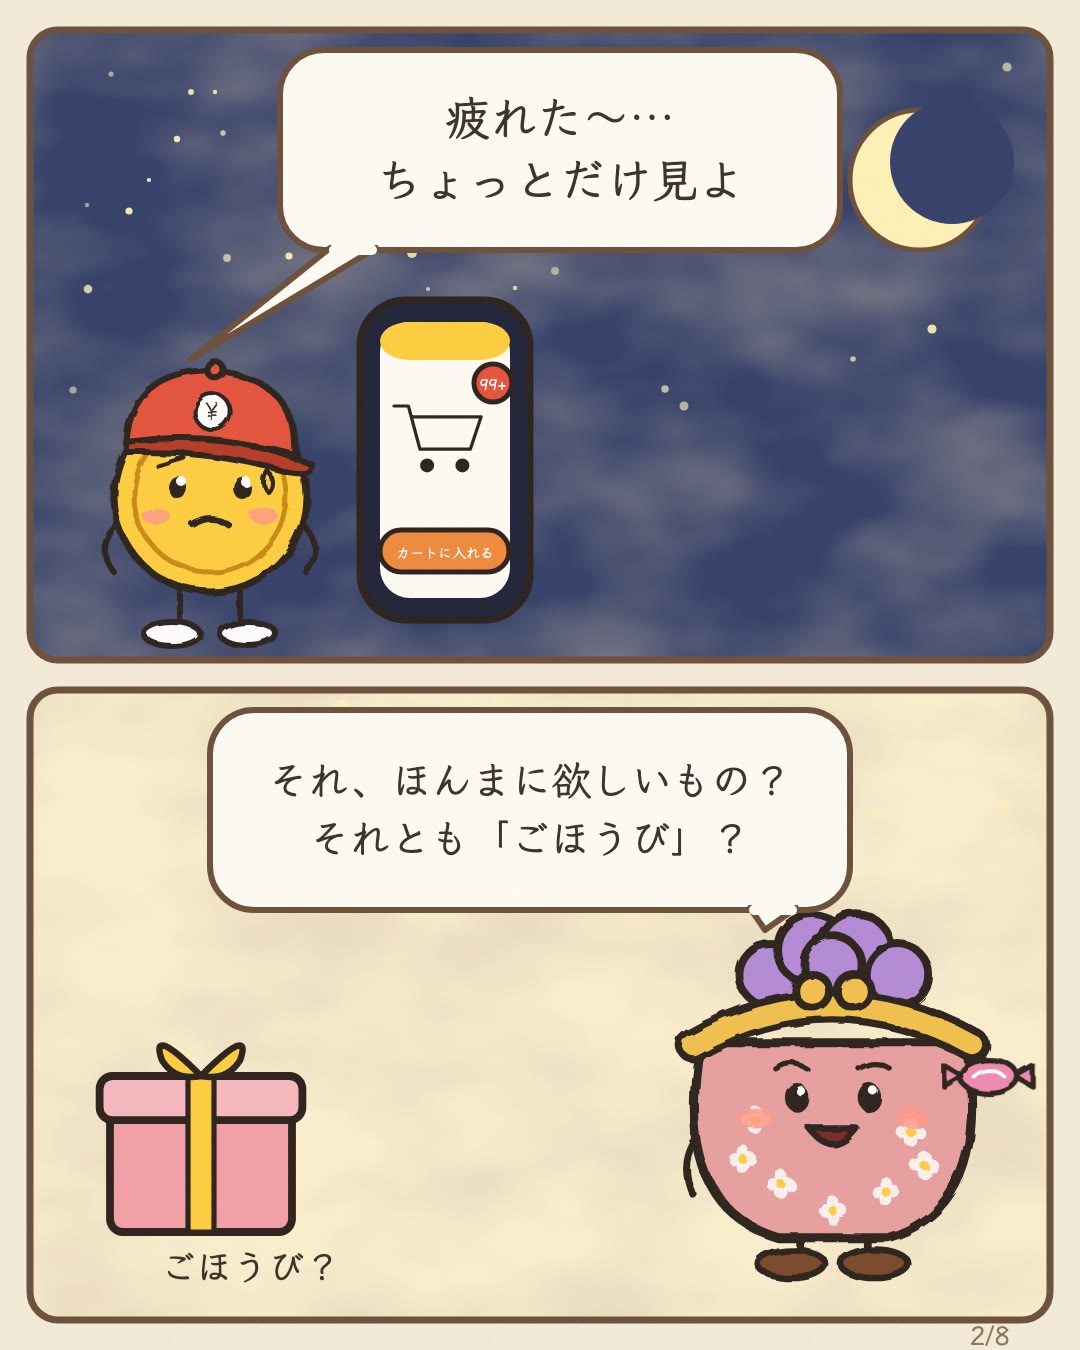 疲れた〜…
ちょっとだけ見よ
¥
99+
カートに入れる
それ、ほんまに欲しいもの？
それとも「ごほうび」？
ごほうび？
2/8